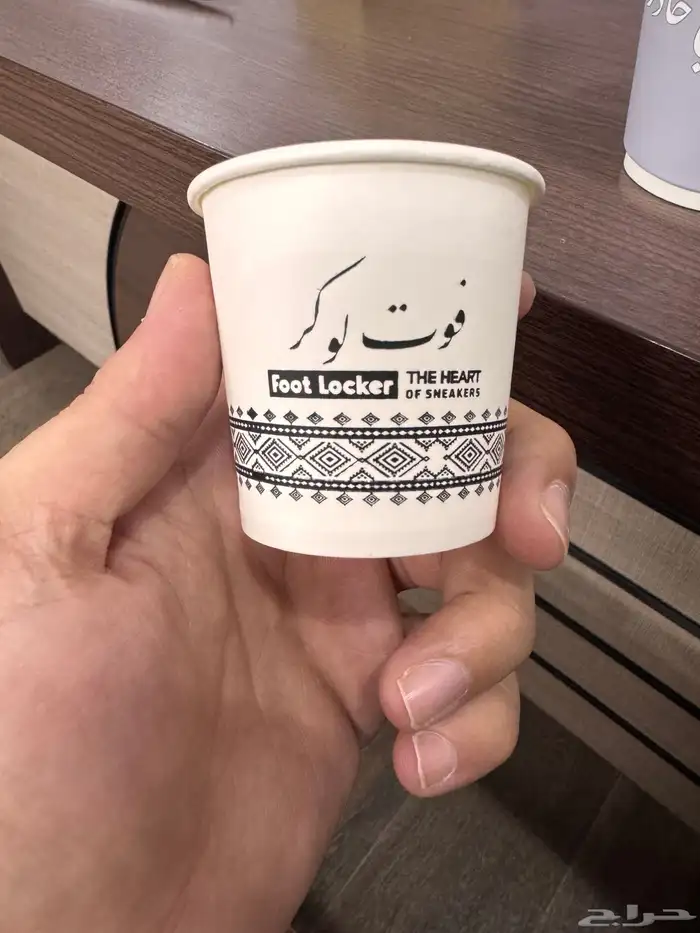 فوت لوكر
Foot Locker THE HEART
OF SNEAKERS
حراج